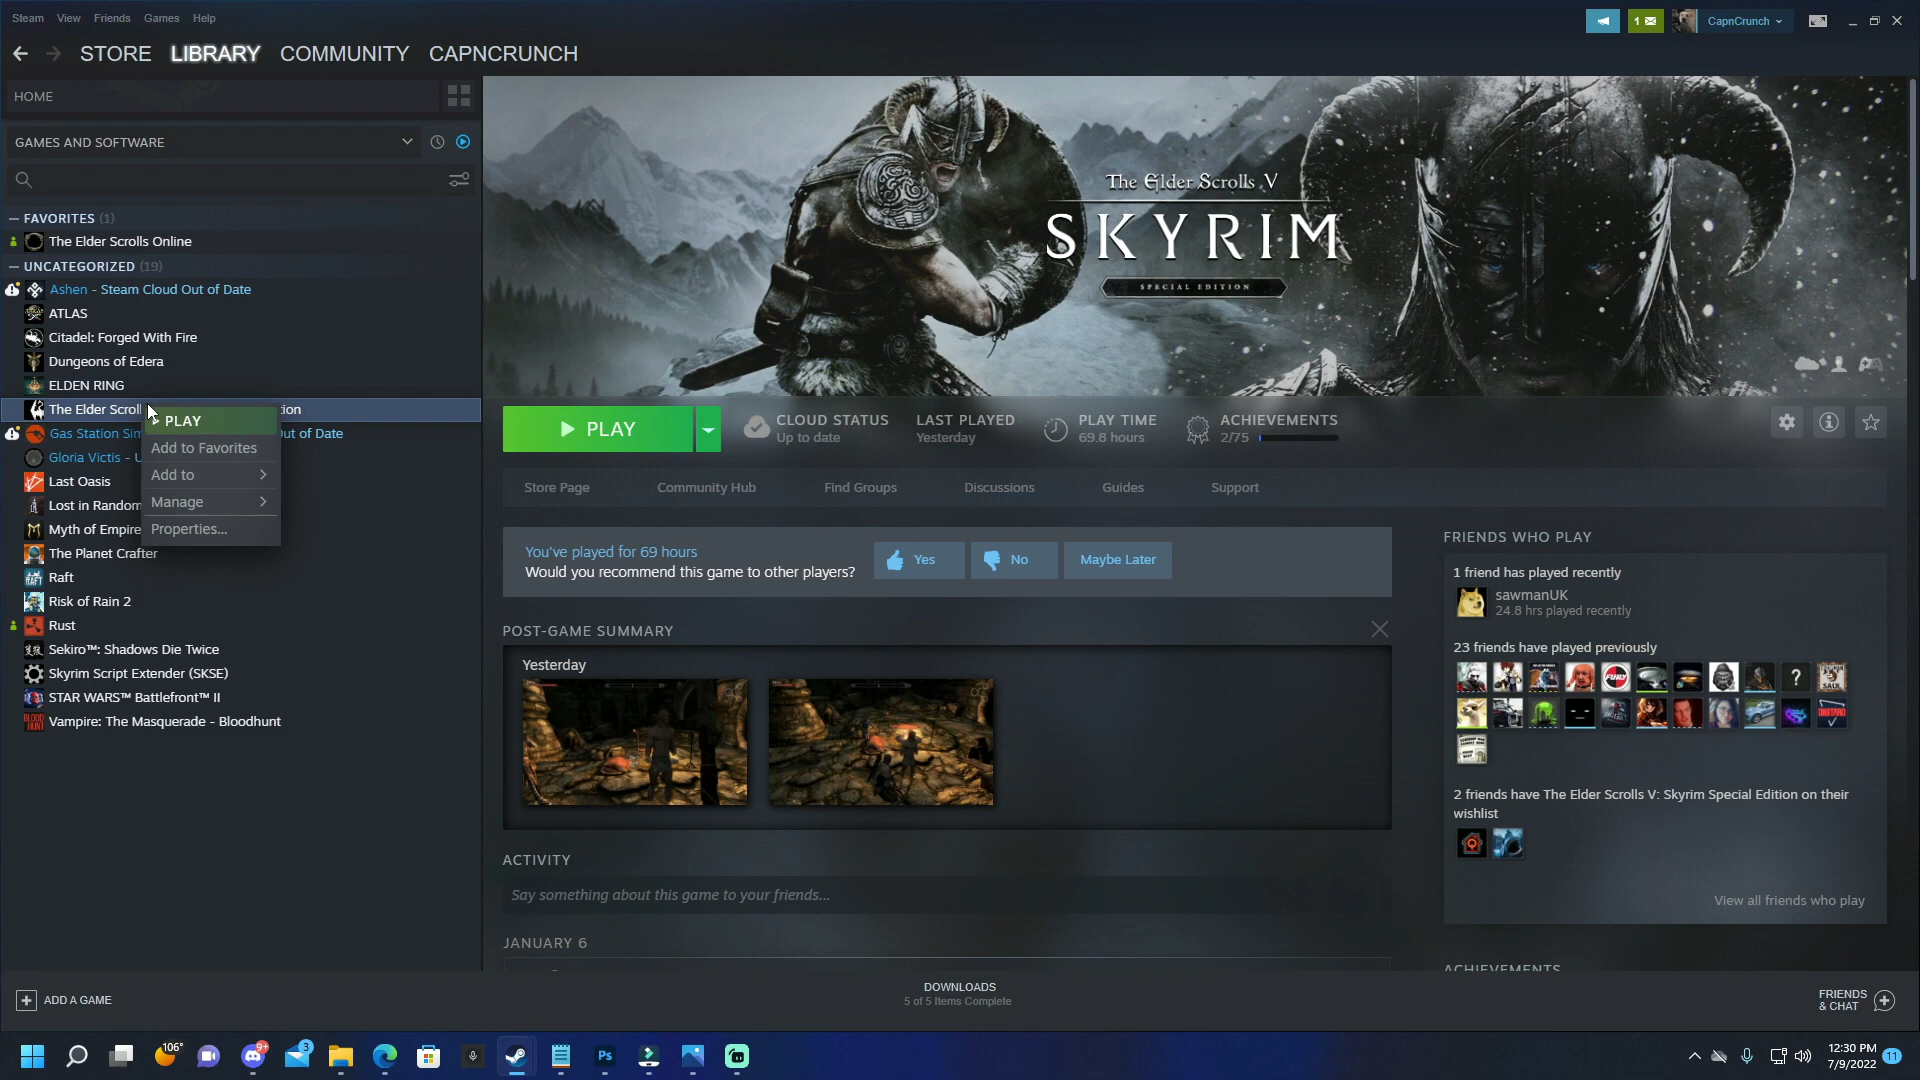 Steam View Friends Games Help
1
CapnCrunch
STORE LIBRARY COMMUNITY CAPNCRUNCH
HOME
GAMES AND SOFTWARE
FAVORITES (1)
The Elder Scrolls Online
UNCATEGORIZED (19)
Ashen - Steam Cloud Out of Date
ATLAS
Citadel: Forged With Fire
Dungeons of Edera
ELDEN RING
The Elder Scroll
tion
Gas Station Sim
Out of Date
Gloria Victis - U
Last Oasis
Lost in Random
Myth of Empire
The Planet Crafter
Raft
Risk of Rain 2
Rust
Sekiro™: Shadows Die Twice
Skyrim Script Extender (SKSE)
STAR WARS™ Battlefront™ II
Vampire: The Masquerade - Bloodhunt
PLAY
Add to Favorites
Add to
Manage
Properties...
The Elder Scrolls V
SKYRIM
SPECIAL EDITION
PLAY
CLOUD STATUS
Up to date
LAST PLAYED
Yesterday
PLAY TIME
69.8 hours
ACHIEVEMENTS
2/75
Store Page Community Hub Find Groups Discussions Guides Support
You've played for 69 hours
Would you recommend this game to other players?
Yes
No
Maybe Later
POST-GAME SUMMARY
Yesterday
ACTIVITY
Say something about this game to your friends...
JANUARY 6
FRIENDS WHO PLAY
1 friend has played recently
sawmanUK
24.8 hrs played recently
23 friends have played previously
FURY
?
SAUL
2 friends have The Elder Scrolls V: Skyrim Special Edition on their
wishlist
View all friends who play
ACHIEVEMENTS
ADD A GAME
DOWNLOADS
5 of 5 Items Complete
FRIENDS
& CHAT
106°
9+
3
Ps
12:30 PM
7/9/2022
11